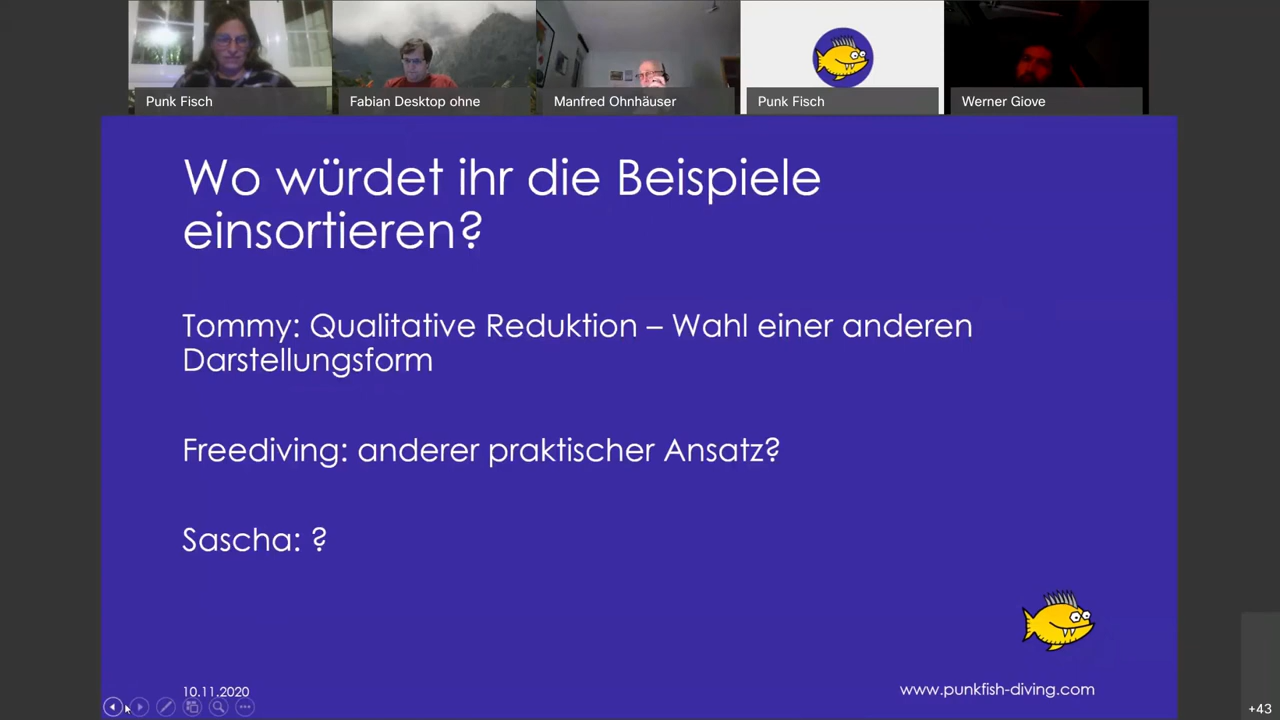 Punk Fisch
Fabian Desktop ohne
Manfred Ohnhäuser
Punk Fisch
Werner Giove
Wo würdet ihr die Beispiele
einsortieren?
Tommy: Qualitative Reduktion – Wahl einer anderen
Darstellungsform
Freediving: anderer praktischer Ansatz?
Sascha: ?
10.11.2020
www.punkfish-diving.com
+43